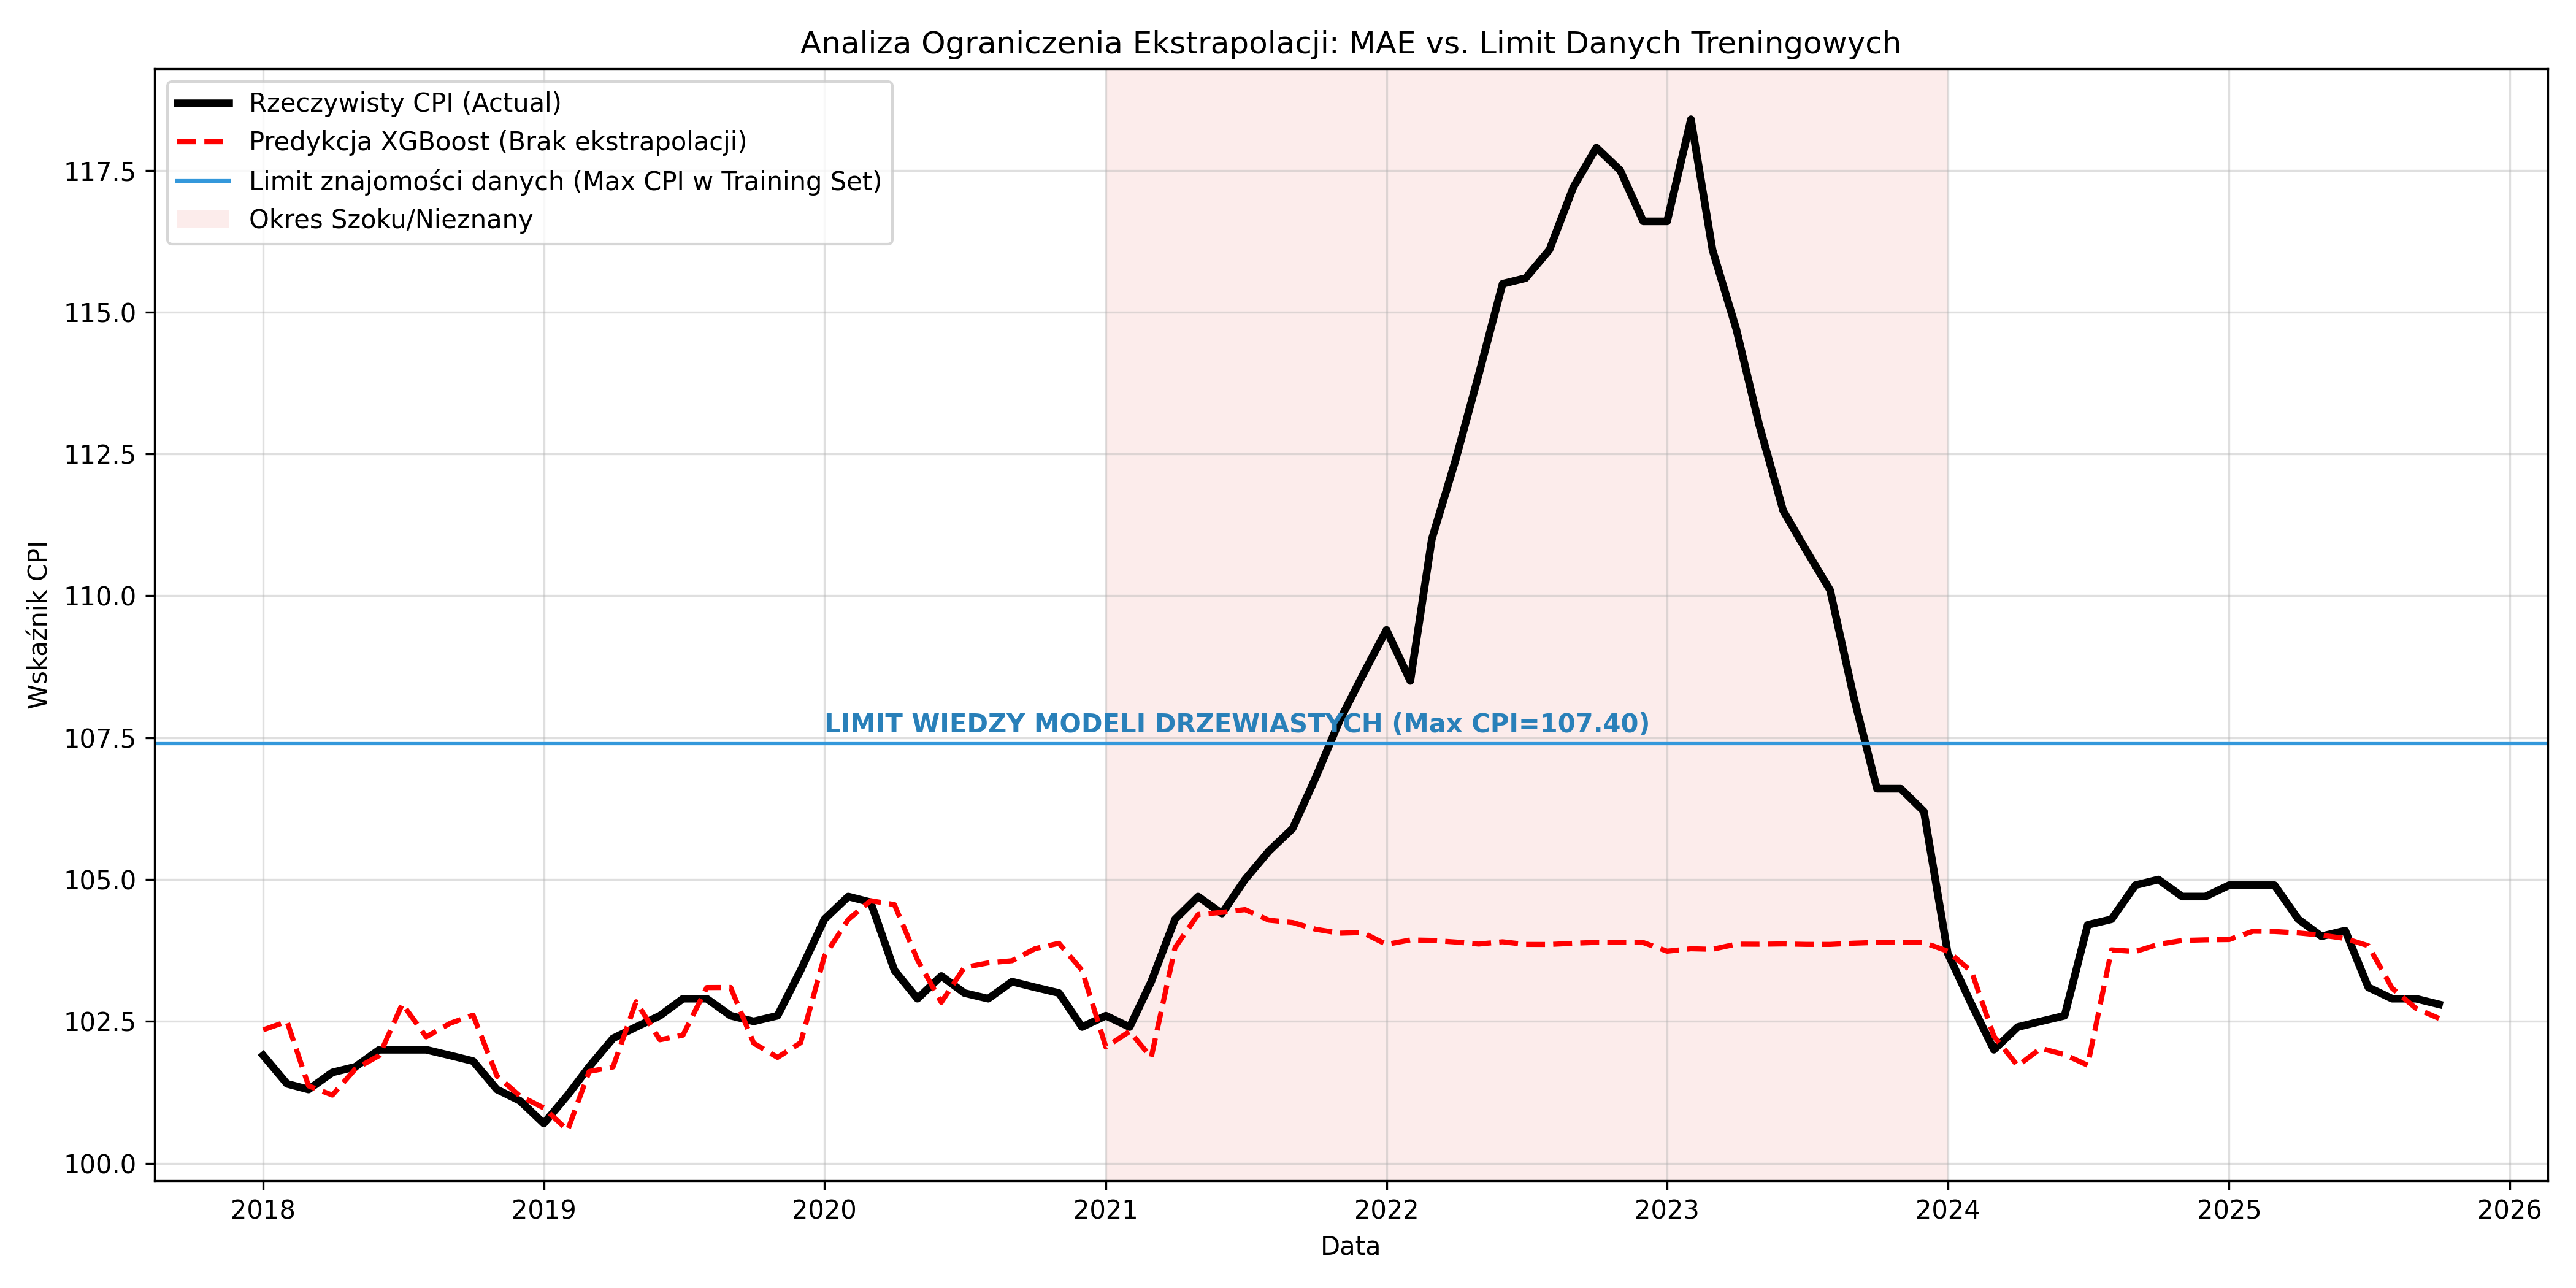 Analiza Ograniczenia Ekstrapolacji: MAE vs. Limit Danych Treningowych
Rzeczywisty CPI (Actual)
Predykcja XGBoost (Brak ekstrapolacji)
Limit znajomości danych (Max CPI w Training Set)
Okres Szoku/Nieznany
Wskaźnik CPI
117.5
115.0
112.5
110.0
107.5
105.0
102.5
100.0
LIMIT WIEDZY MODELI DRZEWIASTYCH (Max CPI=107.40)
2018 2019 2020 2021 2022 2023 2024 2025 2026
Data